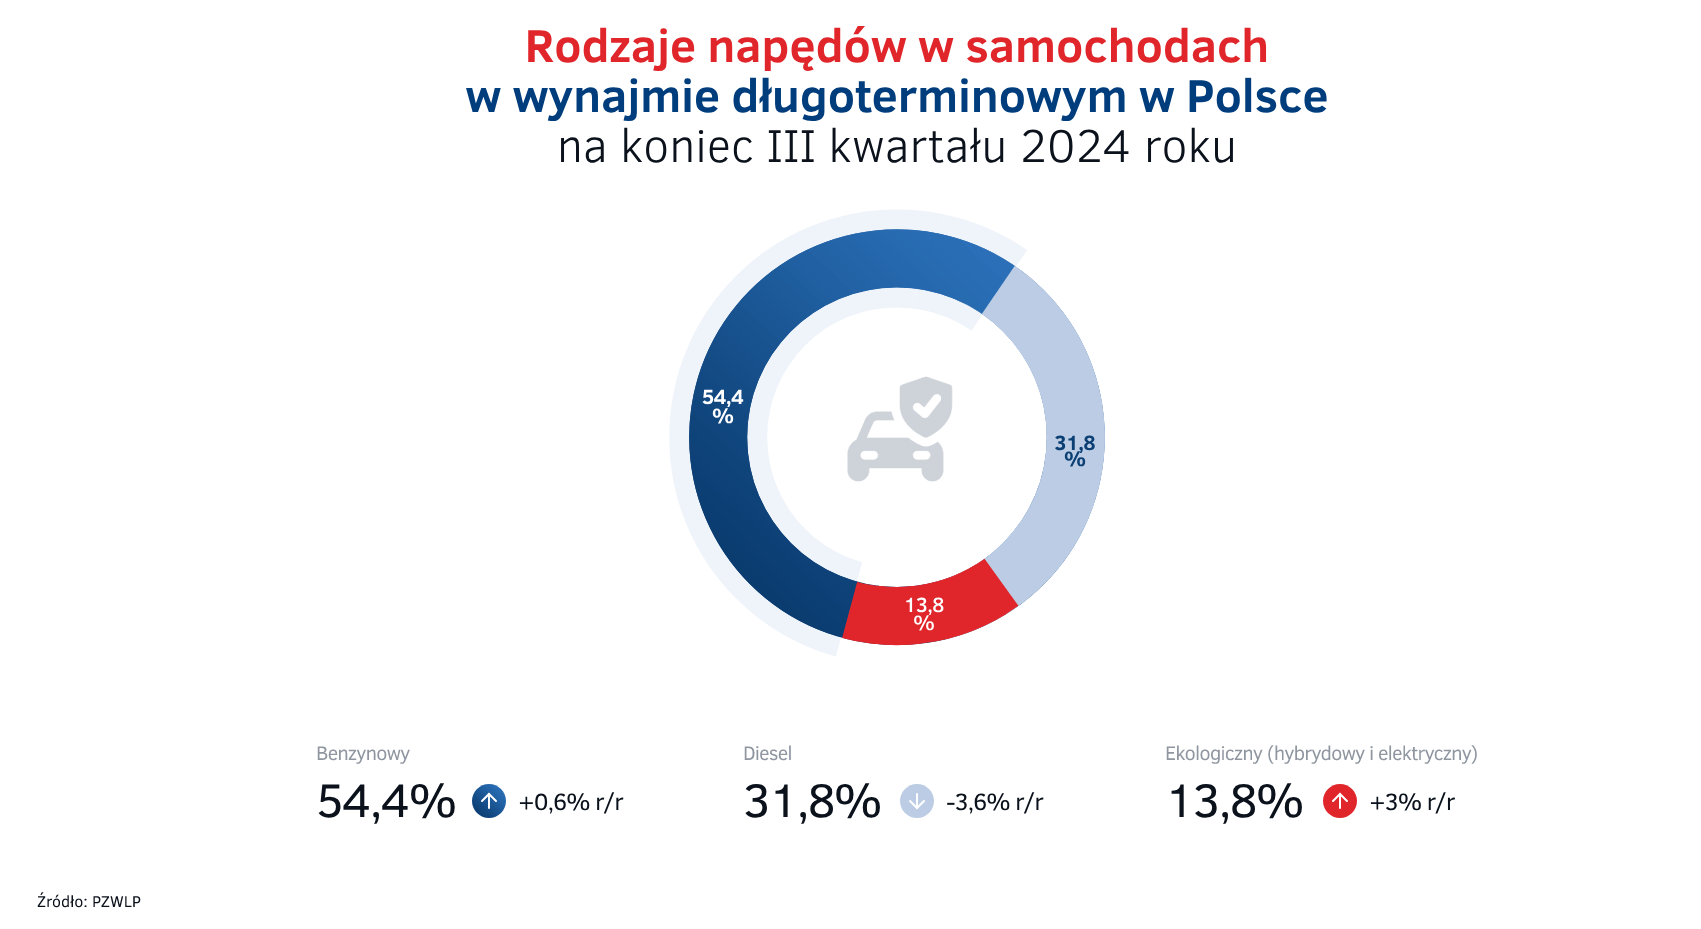 Rodzaje napędów w samochodach
w wynajmie długoterminowym w Polsce
na koniec III kwartału 2024 roku
54,4
%
31,8
%
13,8
%
Benzynowy
54,4% +0,6% r/r
Diesel
31,8% -3,6% r/r
Ekologiczny (hybrydowy i elektryczny)
13,8% +3% r/r
Źródło: PZWLP